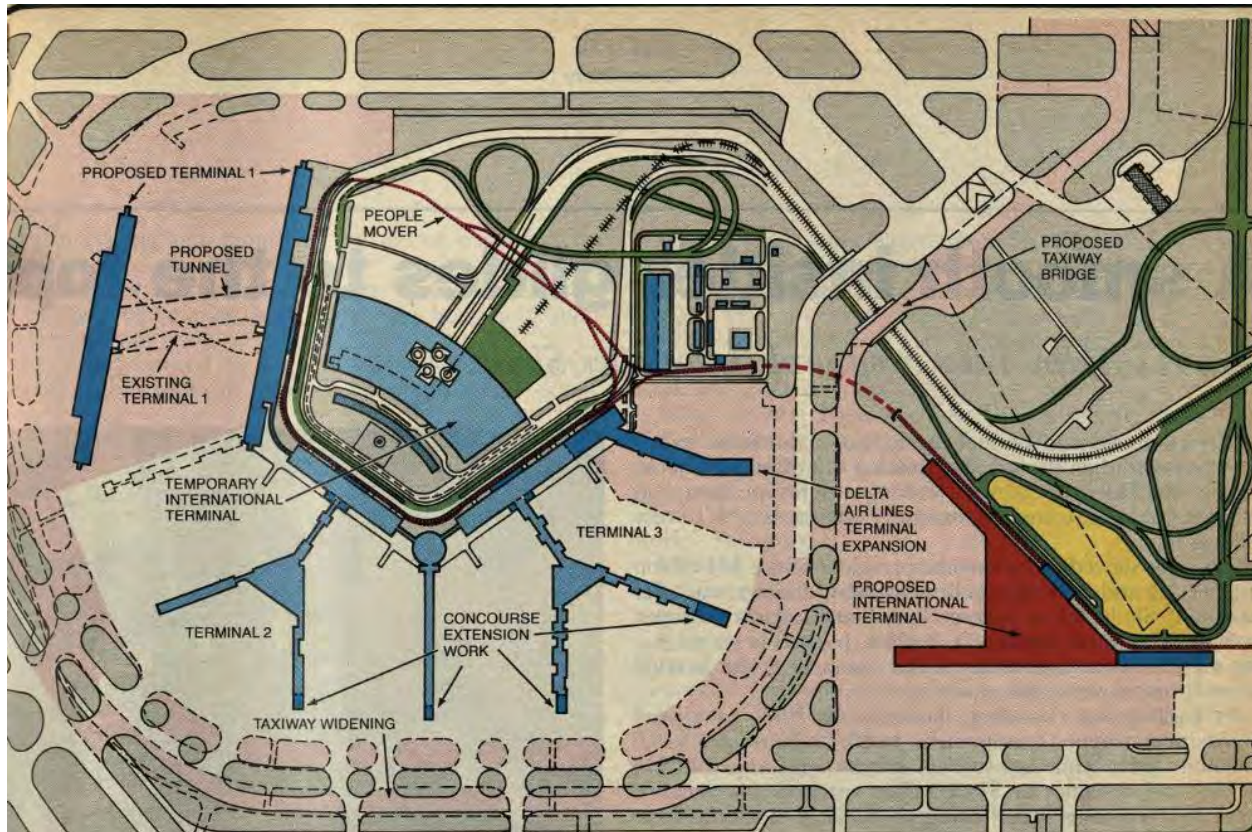 PROPOSED TERMINAL 1
PROPOSED
TUNNEL
EXISTING
TERMINAL 1
PEOPLE
MOVER
PROPOSED
TAXIWAY
BRIDGE
TEMPORARY
INTERNATIONAL
TERMINAL
TERMINAL 3
DELTA
AIR LINES
TERMINAL
EXPANSION
TERMINAL 2
CONCOURSE
EXTENSION
WORK
PROPOSED
INTERNATIONAL
TERMINAL
TAXIWAY WIDENING